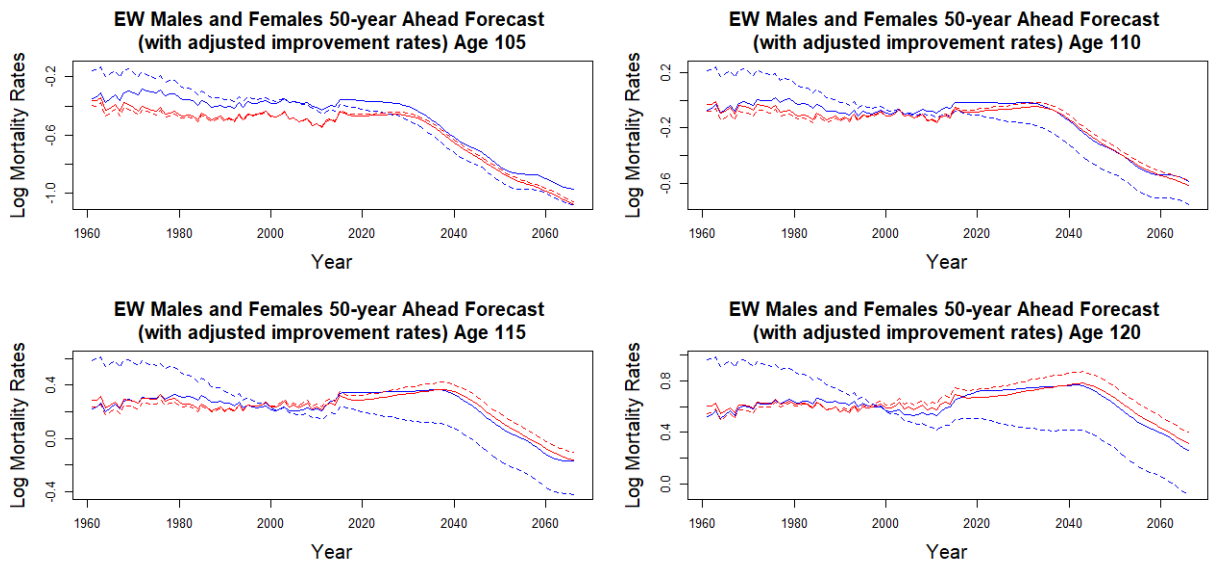 EW Males and Females 50-year Ahead Forecast
(with adjusted improvement rates) Age 105
Log Mortality Rates
-0.2
-0.6
-1.0
1960 1980 2000 2020 2040 2060
Year
EW Males and Females 50-year Ahead Forecast
(with adjusted improvement rates) Age 110
Log Mortality Rates
0.2
-0.2
-0.6
1960 1980 2000 2020 2040 2060
Year
EW Males and Females 50-year Ahead Forecast
(with adjusted improvement rates) Age 115
Log Mortality Rates
0.4
0.0
-0.4
1960 1980 2000 2020 2040 2060
Year
EW Males and Females 50-year Ahead Forecast
(with adjusted improvement rates) Age 120
Log Mortality Rates
0.8
0.4
0.0
1960 1980 2000 2020 2040 2060
Year